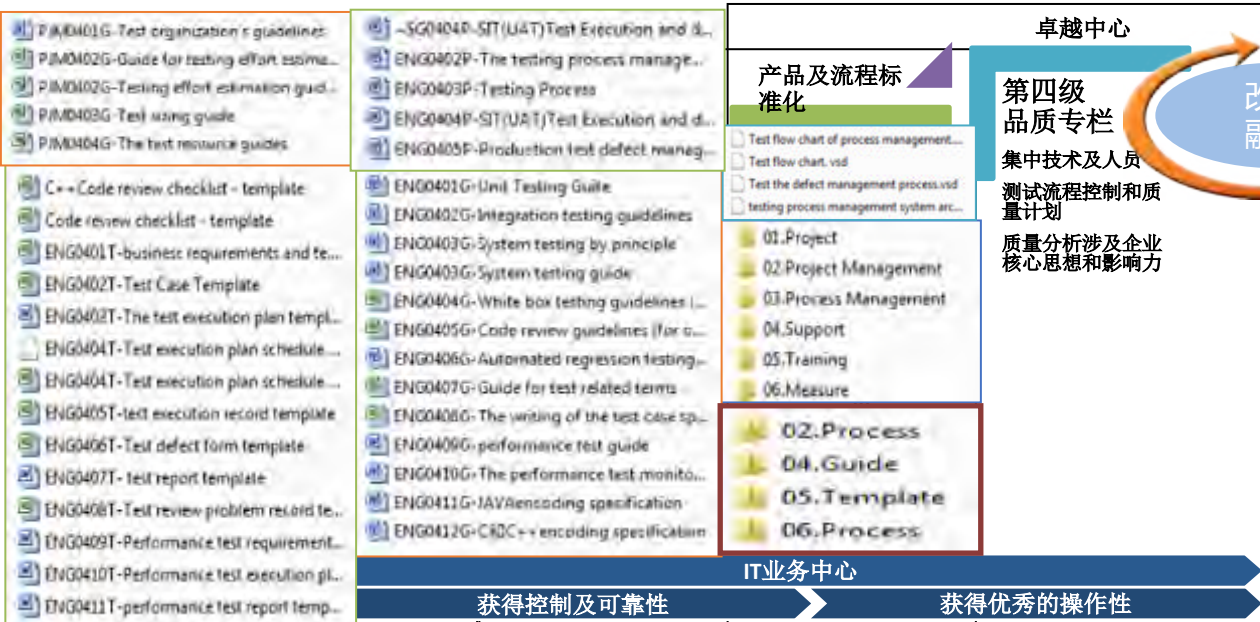 PJM0401G-Test organization's guidelines
PJM0402G-Guide for testing effort estima...
PJM0402G-Testing effort estimation guid...
PJM0403G-Test sizing guide
PJM0404G-The test resource guides
C++Code review checklist - template
Code review checklist - template
ENG0401T-business requirements and te...
ENG0402T-Test Case Template
ENG0403T-The test execution plan templ...
ENG0404T-Test execution plan schedule ...
ENG0404T-Test execution plan schedule ...
ENG0405T-test execution record template
ENG0406T-Test defect form template
ENG0407T- test report template
ENG0408T-Test review problem record te...
ENG0409T-Performance test requirement...
ENG0410T-Performance test execution pl...
ENG0411T-performance test report temp...
~SG0404P-SIT(UAT)Test Execution and d...
ENG0402P-The testing process manage...
ENG0403P-Testing Process
ENG0404P-SIT(UAT)Test Execution and d...
ENG0405P-Production test defect manag...
ENG0401G-Unit Testing Guite
ENG0402G-Integration testing guidelines
ENG0403G-System testing by principle
ENG0403G-System testing guide
ENG0404G-White box testing guidelines (...
ENG0405G-Code review guidelines (for c...
ENG0406G-Automated regression testing...
ENG0407G-Guide for test related terms
ENG0408G-The writing of the test case sp...
ENG0409G-performance test guide
ENG0410G-The performance test monito...
ENG0411G-JAVAencoding specification
ENG0412G-C&C++encoding specification
产品及流程标
准化
Test flow chart of process management....
Test flow chart. vsd
Test the defect management process.vsd
testing process management system arc...
01.Project
02.Project Management
03.Process Management
04.Support
05.Training
06.Measure
02.Process
04.Guide
05.Template
06.Process
卓越中心
第四级
品质专栏
集中技术及人员
测试流程控制和质
量计划
质量分析涉及企业
核心思想和影响力
改
融
IT业务中心
获得控制及可靠性
获得优秀的操作性